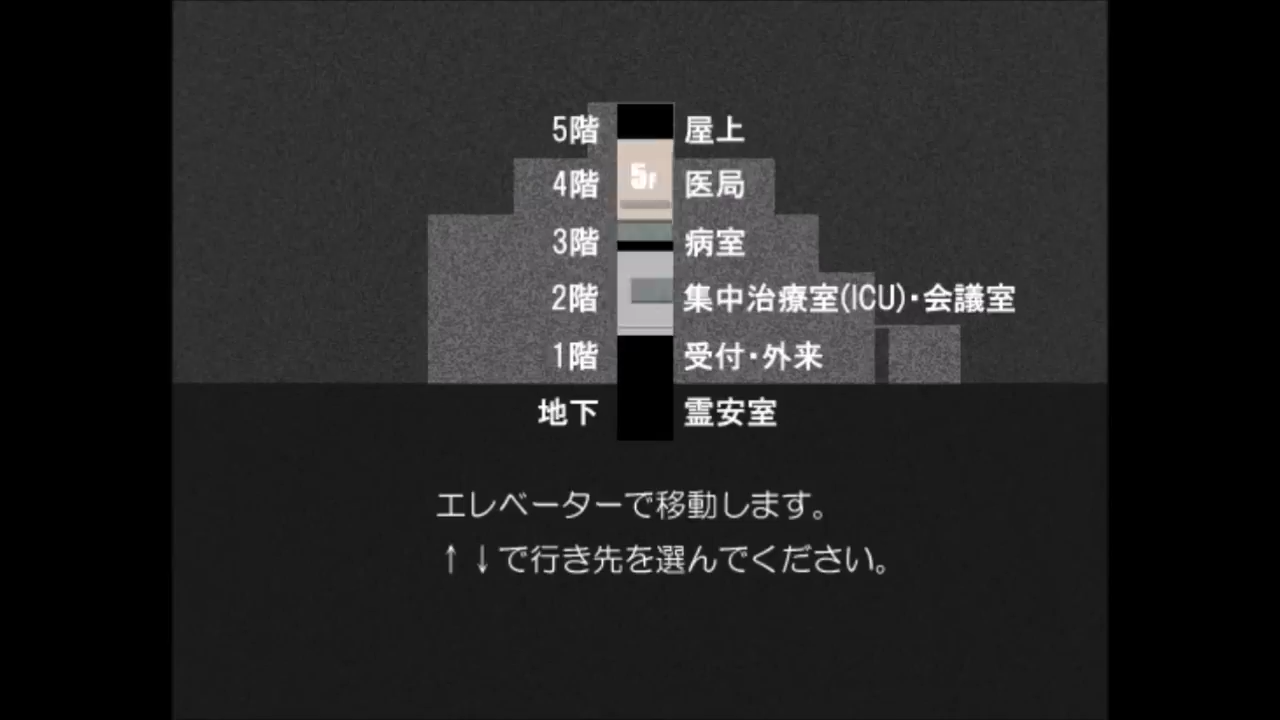 5階 屋上
5F
4階 医局
3階 病室
2階 集中治療室(ICU)・会議室
1階 受付・外来
地下 霊安室
エレベーターで移動します。
↑↓で行き先を選んでください。